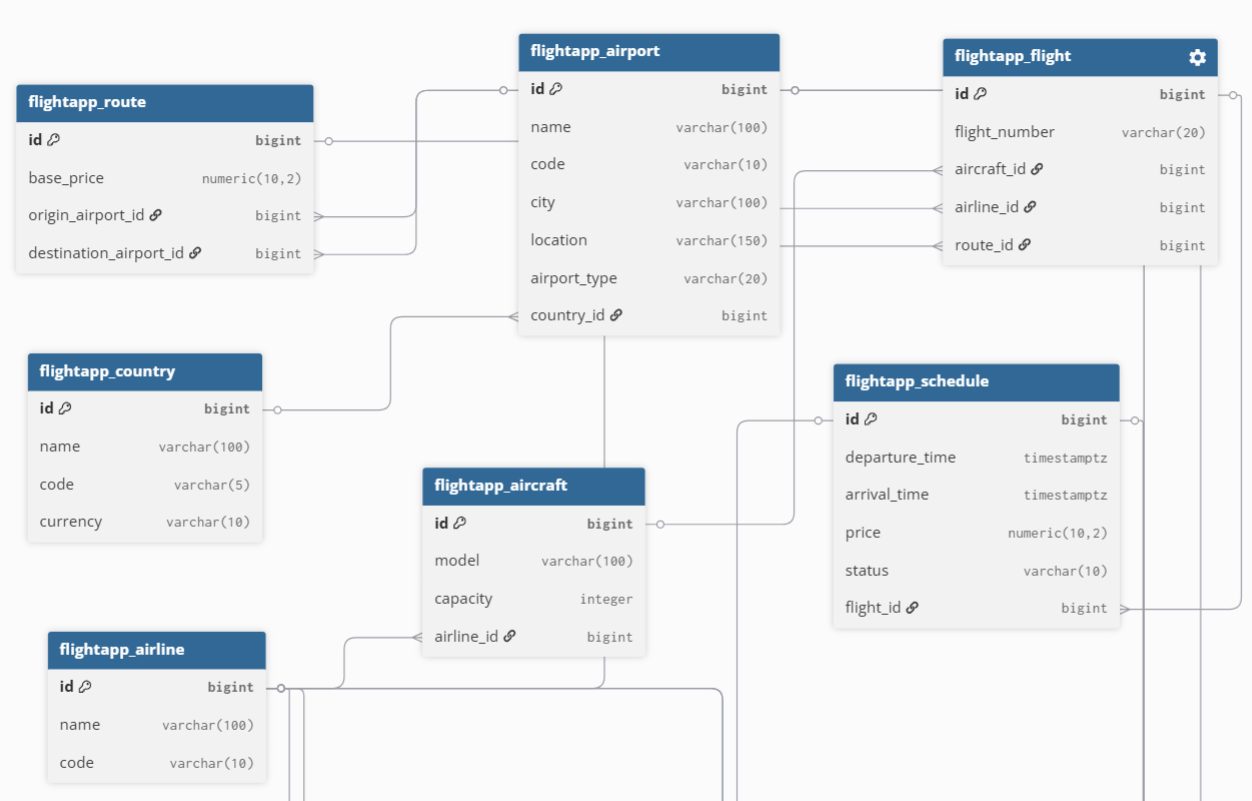 flightapp_route
id bigint
base_price numeric(10,2)
origin_airport_id bigint
destination_airport_id bigint
flightapp_airport
id bigint
name varchar(100)
code varchar(10)
city varchar(100)
location varchar(150)
airport_type varchar(20)
country_id bigint
flightapp_flight
id bigint
flight_number varchar(20)
aircraft_id bigint
airline_id bigint
route_id bigint
flightapp_country
id bigint
name varchar(100)
code varchar(5)
currency varchar(10)
flightapp_schedule
id bigint
departure_time timestamptz
arrival_time timestamptz
price numeric(10,2)
status varchar(10)
flight_id bigint
flightapp_aircraft
id bigint
model varchar(100)
capacity integer
airline_id bigint
flightapp_airline
id bigint
name varchar(100)
code varchar(10)